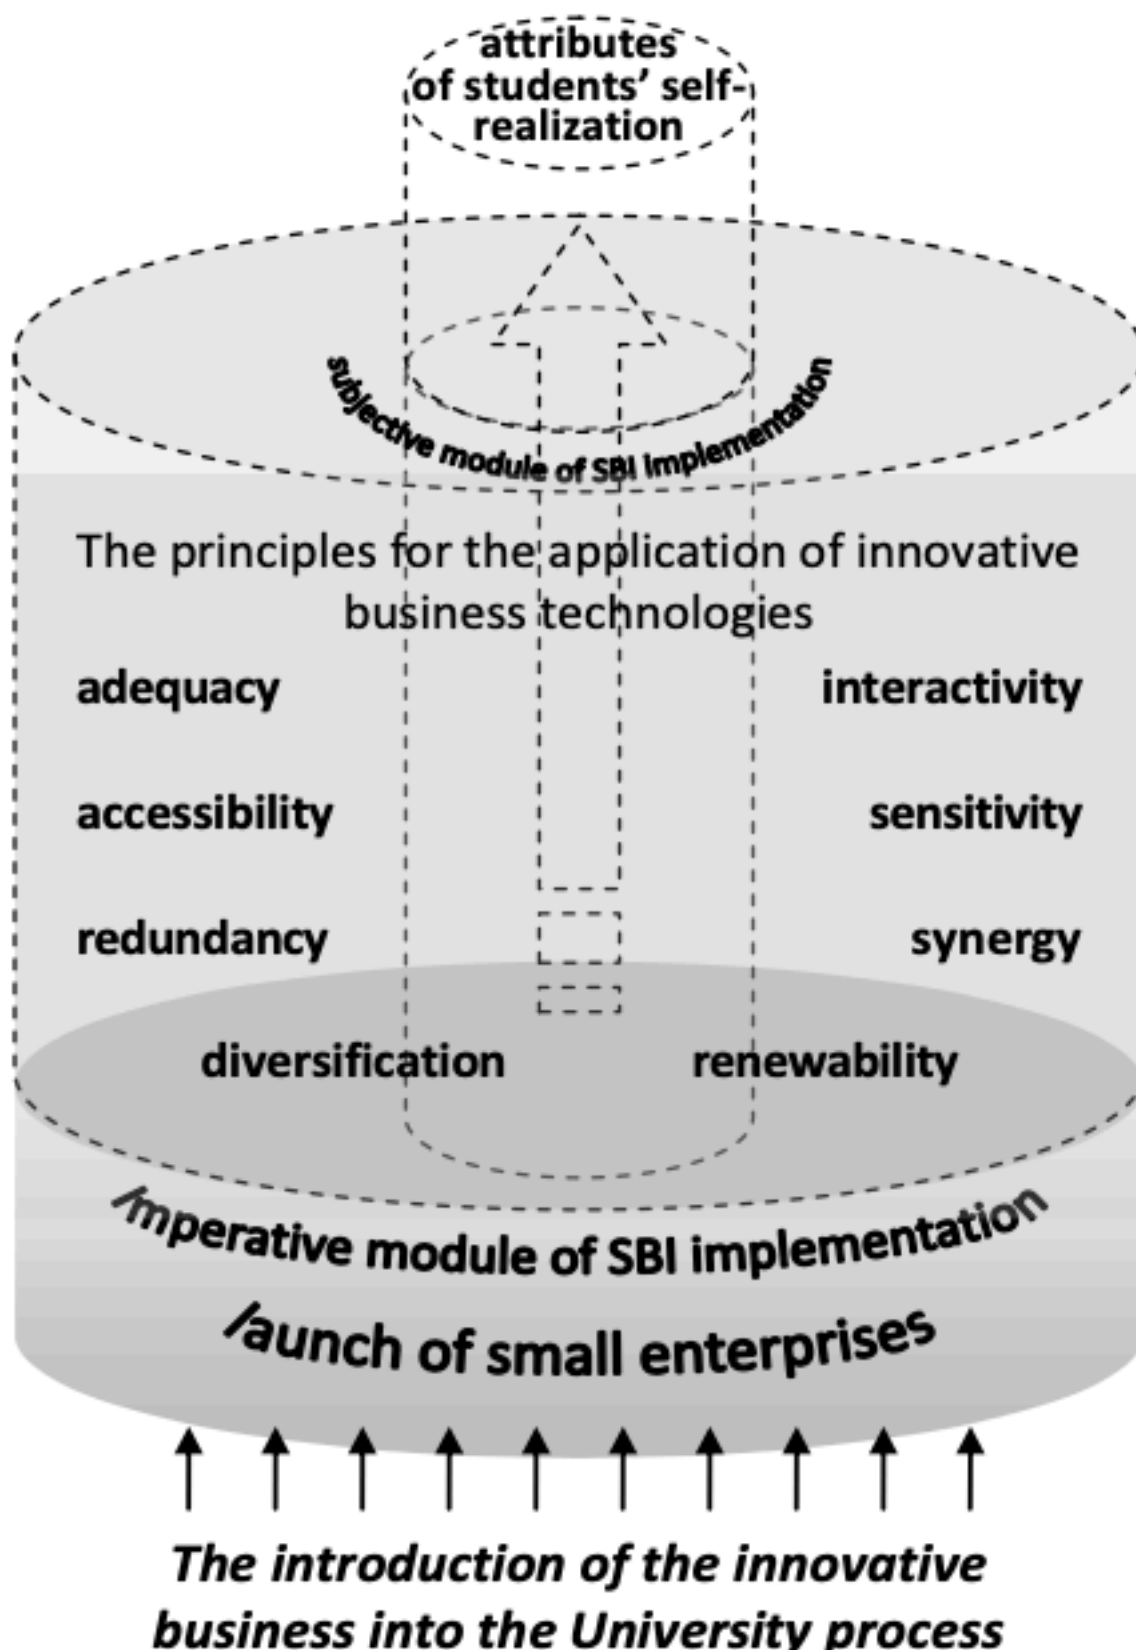 attributes
of students’ self-
realization
subjective module of SBI implementation
The principles for the application of innovative
business technologies
adequacy
interactivity
accessibility
sensitivity
redundancy
synergy
diversification
renewability
Imperative module of SBI implementation
launch of small enterprises
The introduction of the innovative
business into the University process